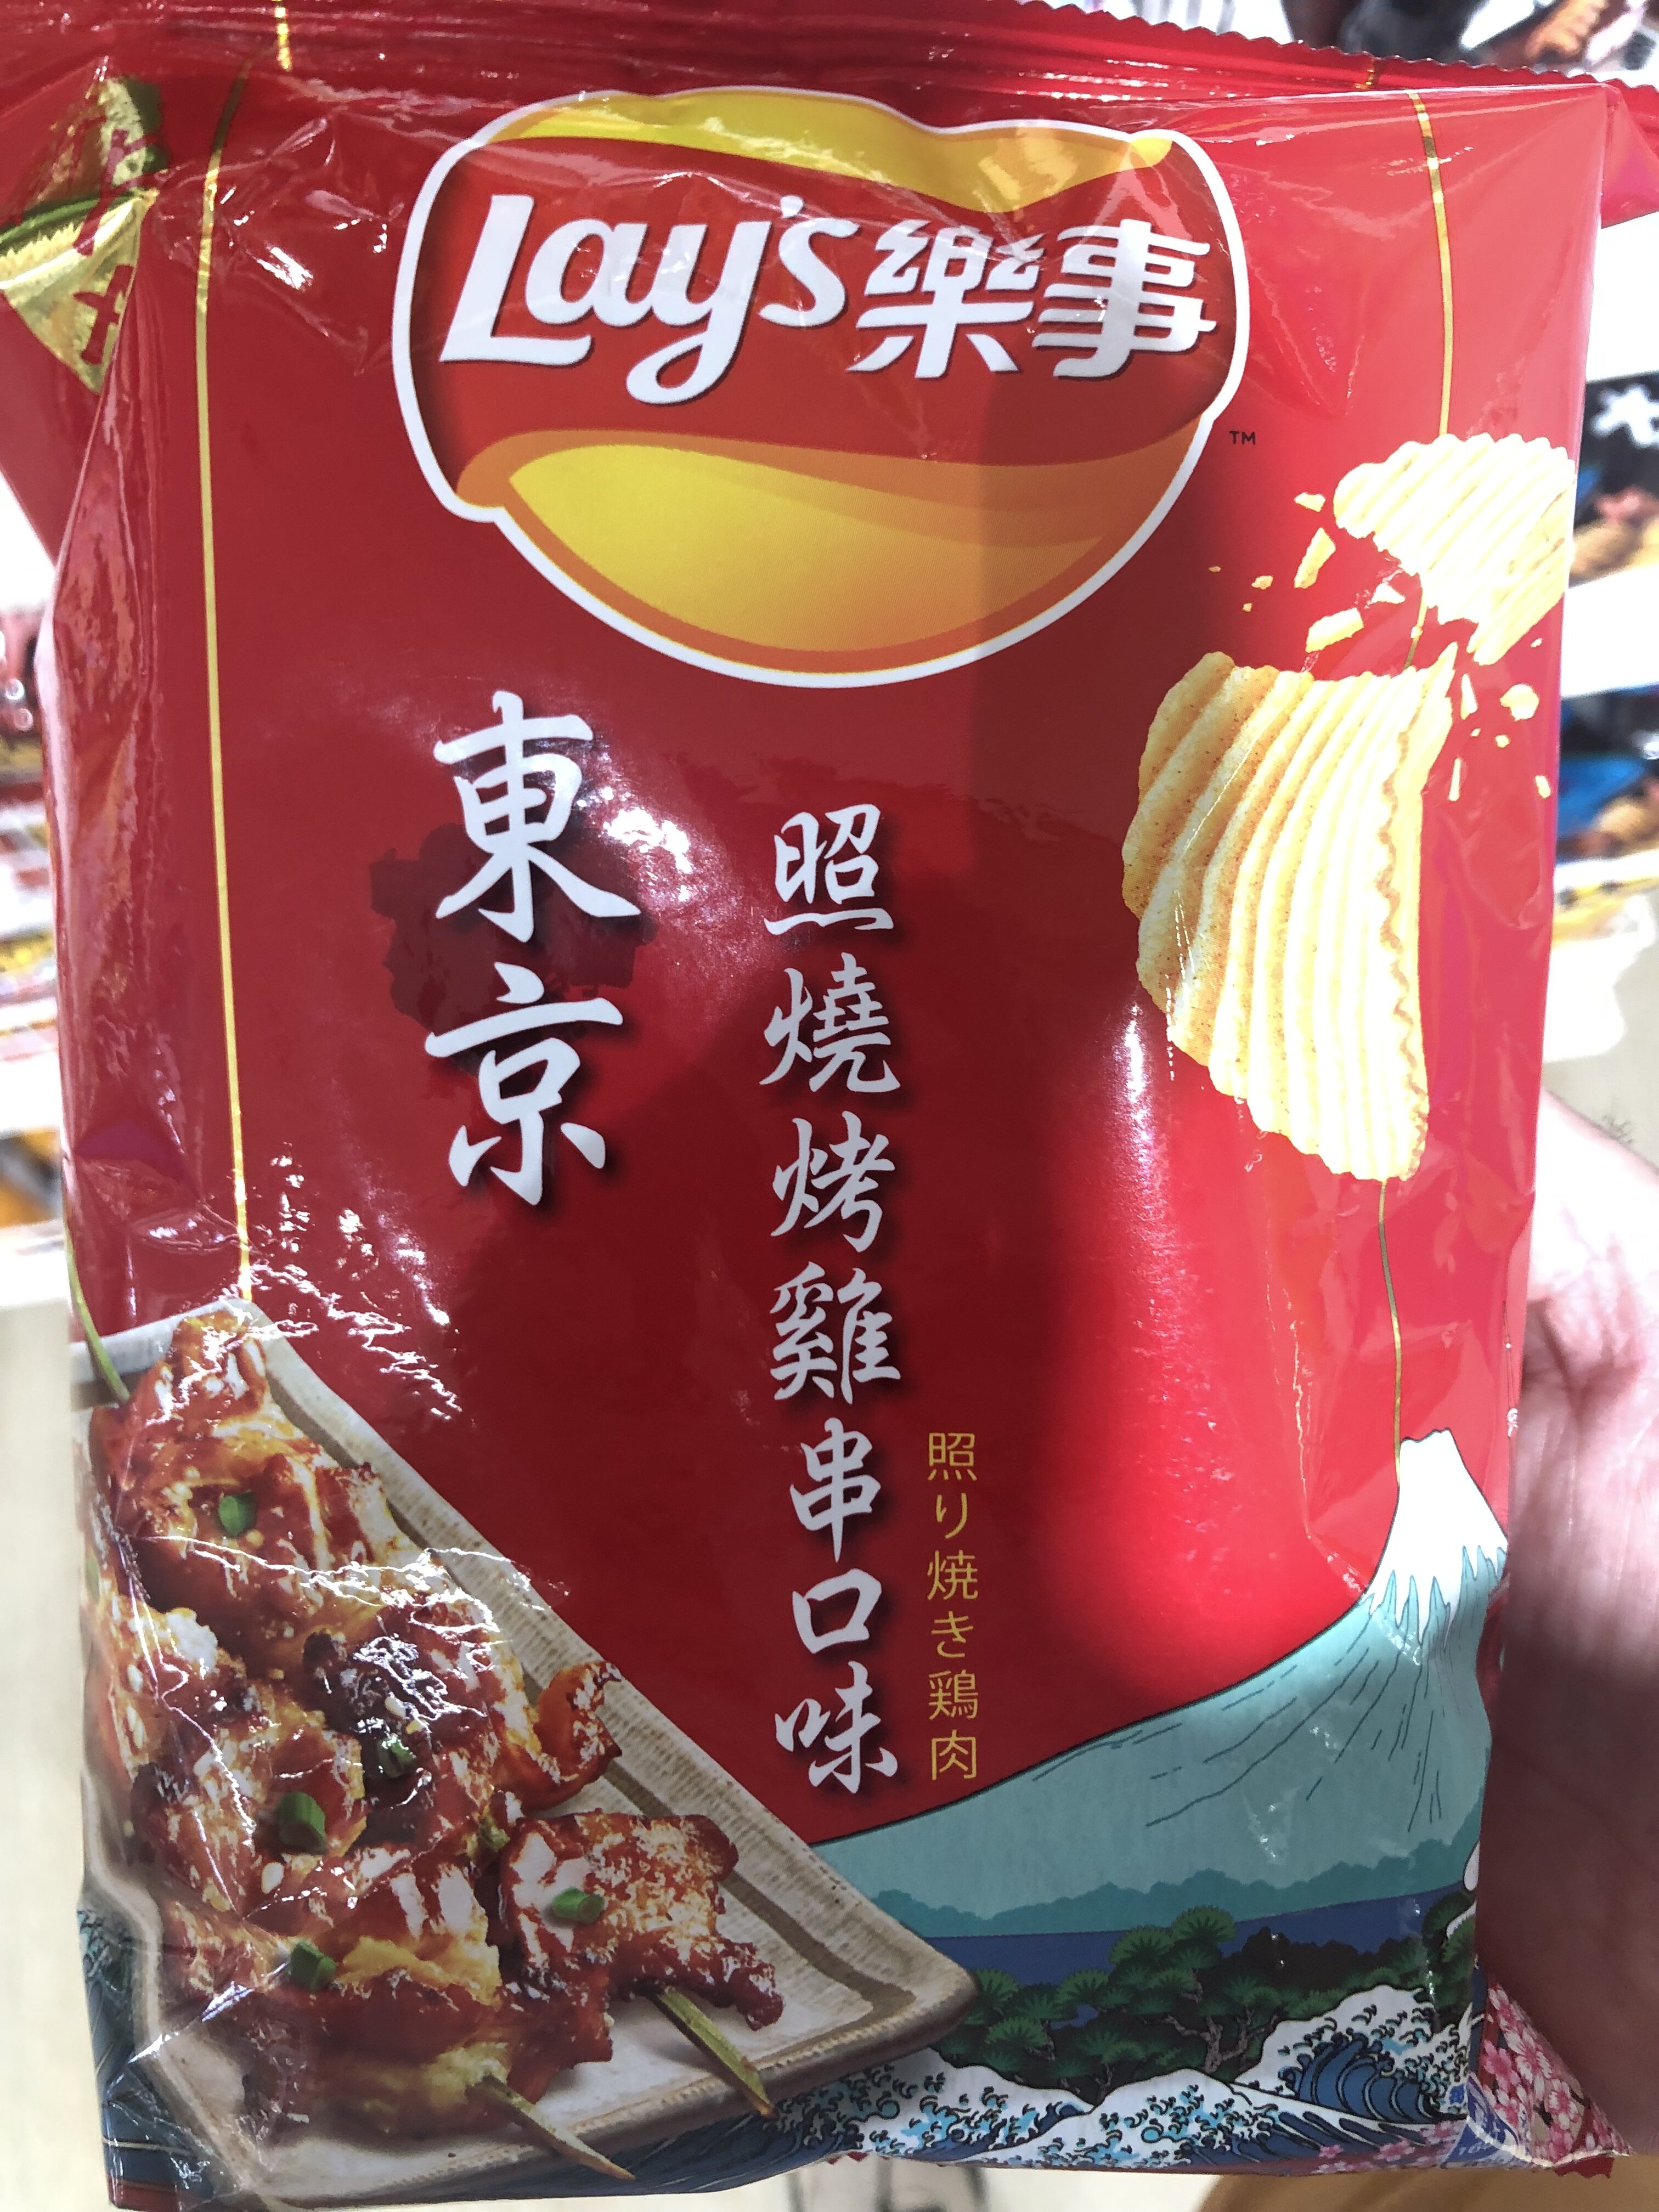 Lay's樂事
TM
東京
照燒烤雞串口味
照り焼き鶏肉